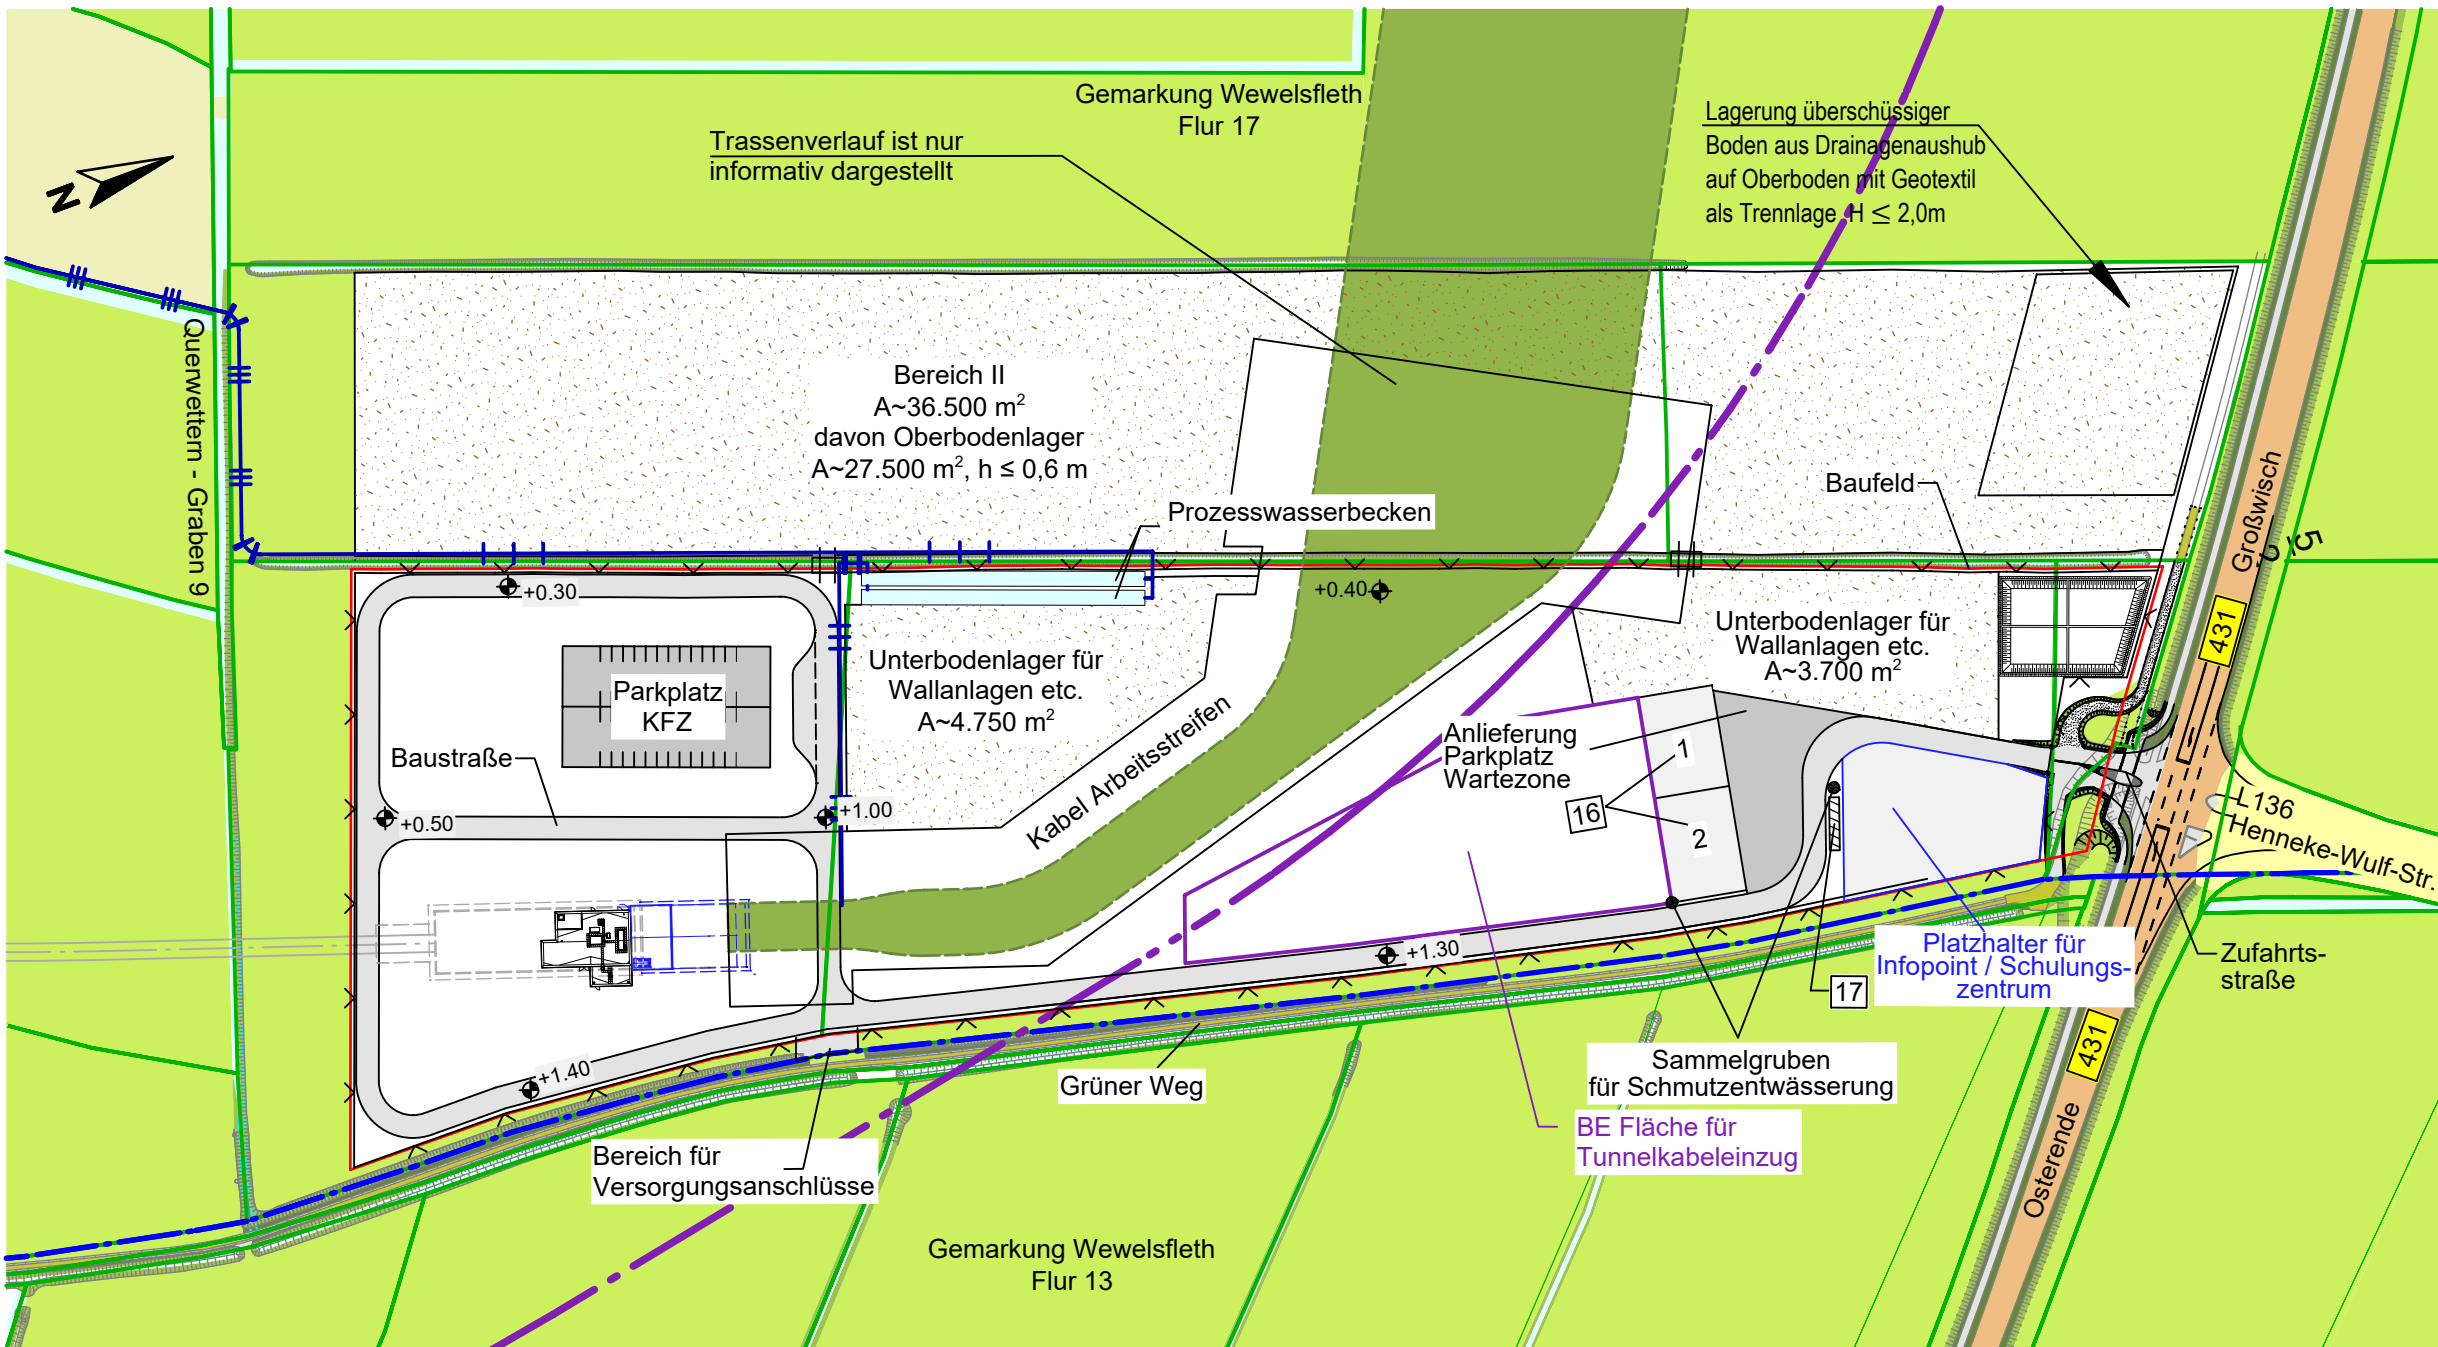 Gemarkung Wewelsfleth
Flur 17
Trassenverlauf ist nur
informativ dargestellt
Lagerung überschüssiger
Boden aus Drainagenaushub
auf Oberboden mit Geotextil
als Trennlage H ≤ 2,0m
N
Querwettern - Graben 9
Bereich II
A~36.500 m²
davon Oberbodenlager
A~27.500 m², h ≤ 0,6 m
Prozesswasserbecken
Baufeld
Großwisch
5
431
+0.30
+0.40
Unterbodenlager für
Wallanlagen etc.
A~3.700 m²
Unterbodenlager für
Wallanlagen etc.
A~4.750 m²
Parkplatz
KFZ
Baustraße
+0.50
+1.00
Kabel Arbeitsstreifen
Anlieferung
Parkplatz
Wartezone
1
16
2
L136
Henneke-Wulf-Str.
+1.30
Platzhalter für
Infopoint / Schulungs-
zentrum
17
Zufahrts-
straße
431
Osterende
+1.40
Grüner Weg
Sammelgruben
für Schmutzentwässerung
BE Fläche für
Tunnelkabeleinzug
Bereich für
Versorgungsanschlüsse
Gemarkung Wewelsfleth
Flur 13